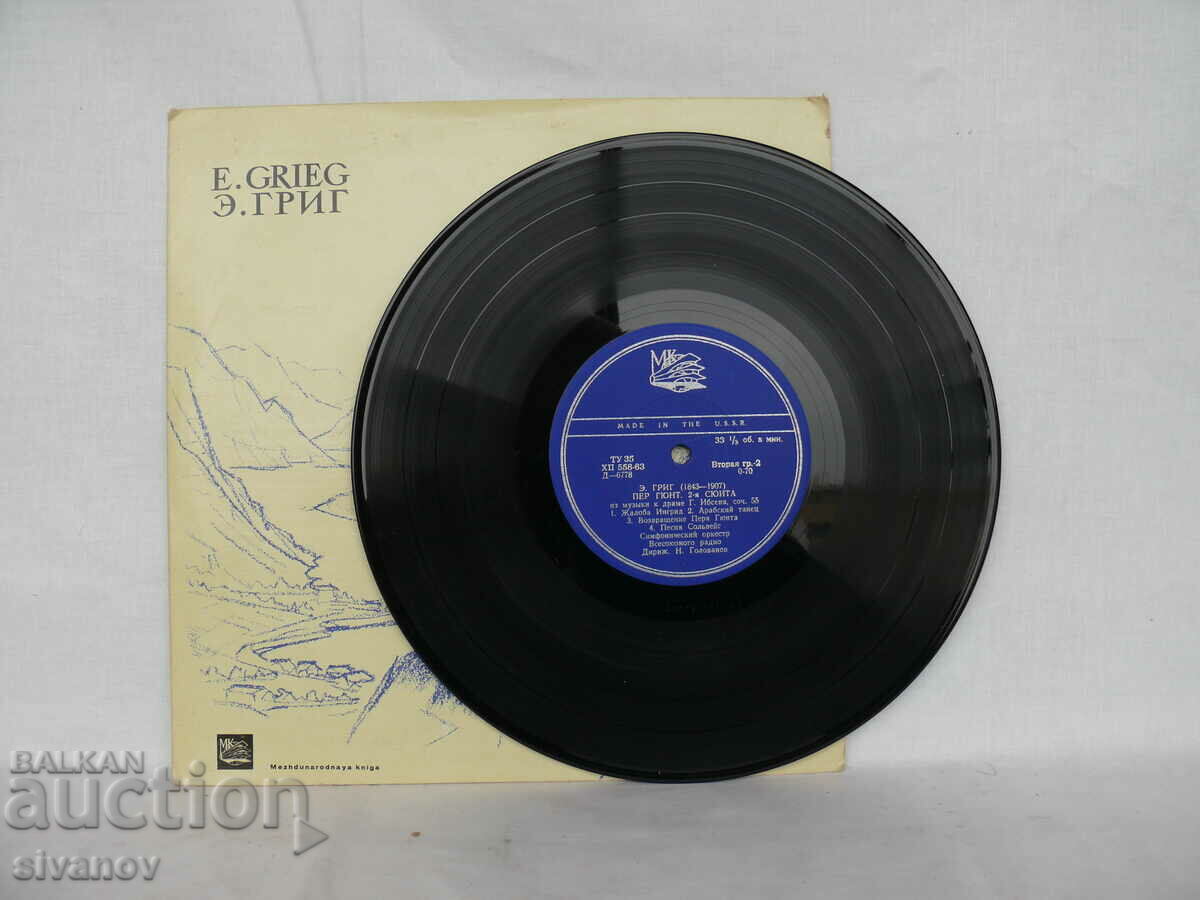 E. GRIEG
Э. ГРИГ
МК
MADE IN THE U.S.S.R.
33 1/3 об. в мин.
ТУ 35
ХП 558-63
Д—6778
Вторая гр.-2
0-70
Э. ГРИГ (1843—1907)
ПЕР ГЮНТ. 2-я СЮИТА
из музыки к драме Г. Ибсена, соч. 55
1. Жалоба Ингрид 2. Арабский танец
3. Возвращение Пера Гюнта
4. Песня Сольвейг
Симфонический оркестр
Всесоюзного радио
Дириж. Н. Голованов
МК
Mezhdunarodnaya kniga
BALKAN
auction
sivanov